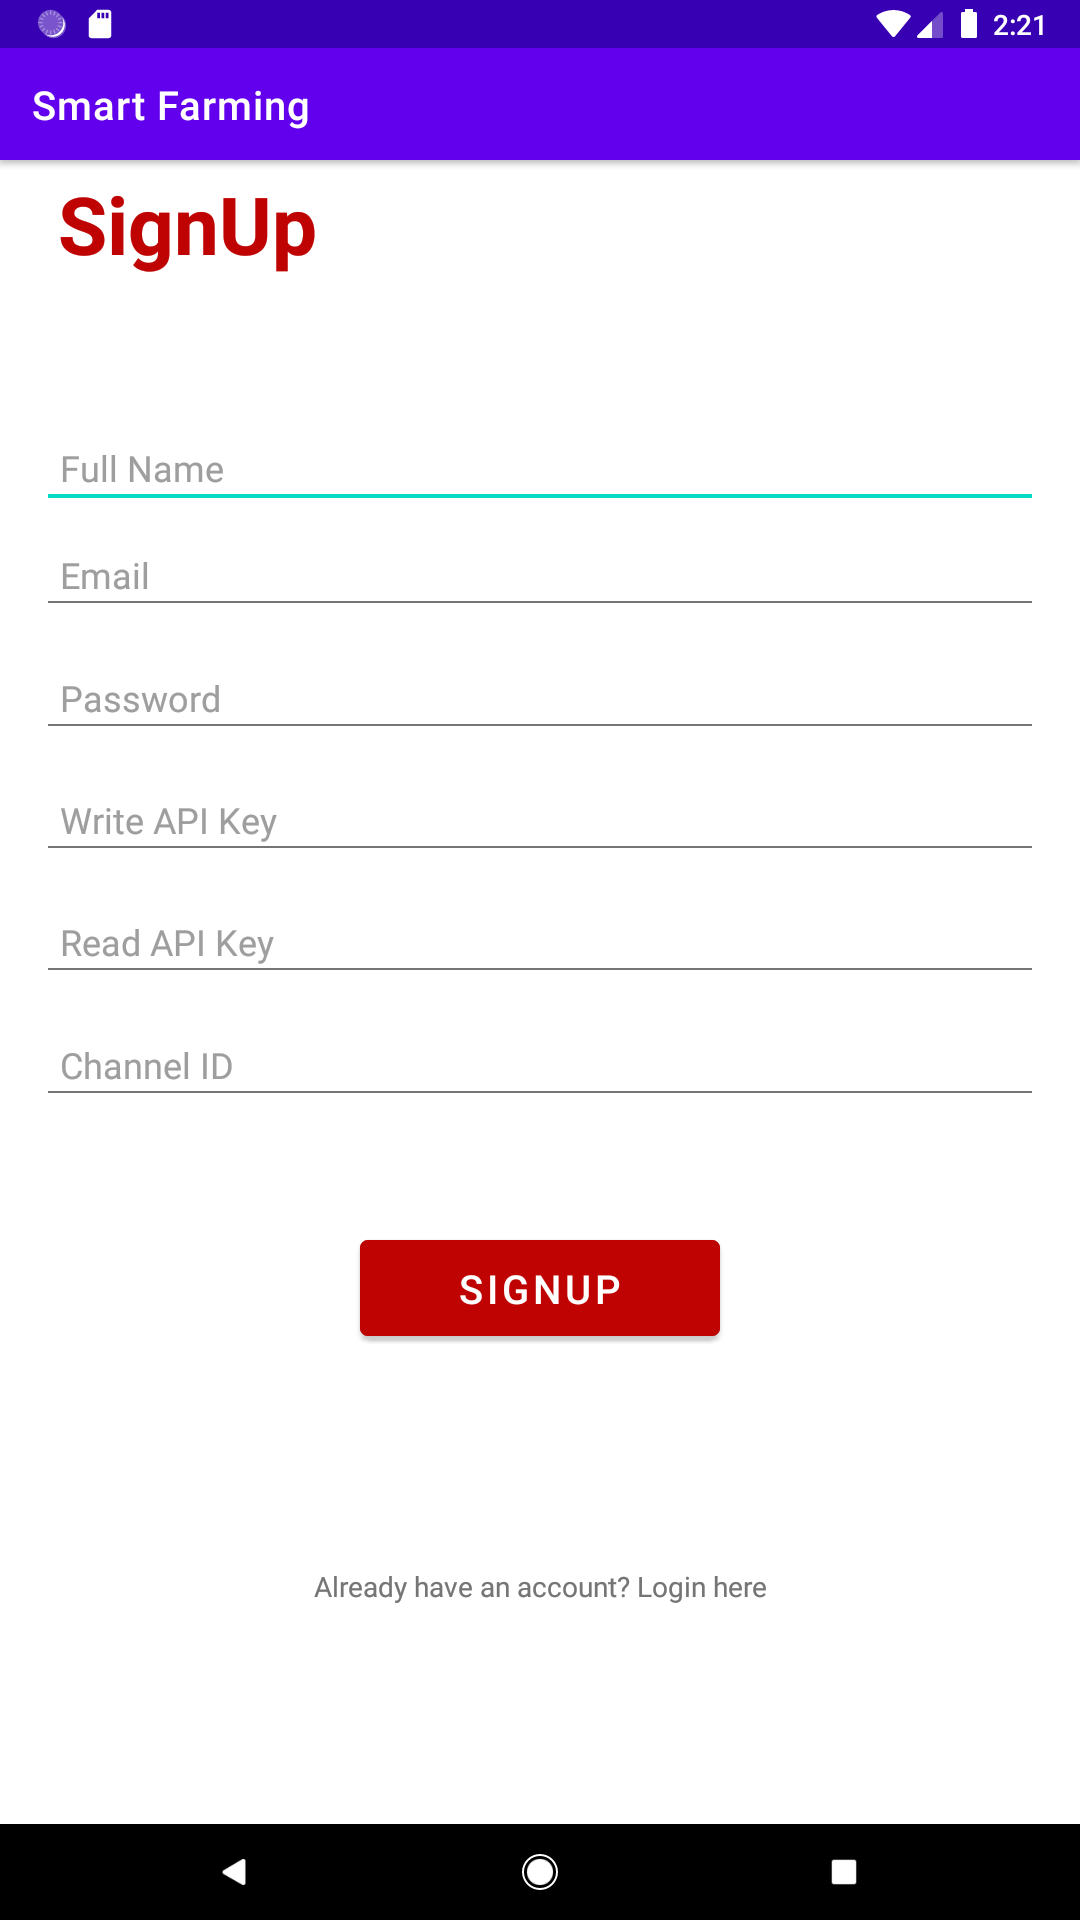 2:21
Smart Farming
SignUp
Full Name
Email
Password
Write API Key
Read API Key
Channel ID
SIGNUP
Already have an account? Login here